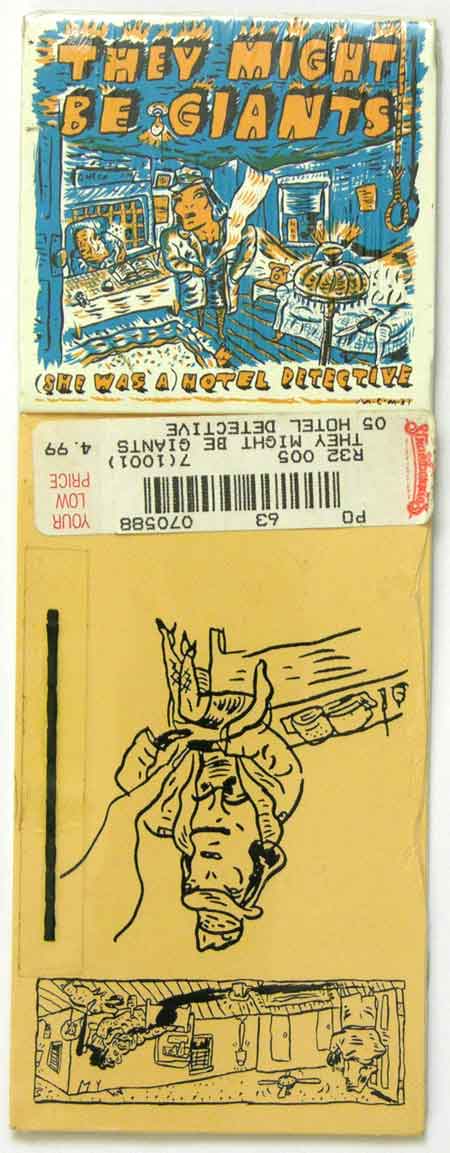 THEY MIGHT
BE GIANTS
(SHE WAS A) HOTEL DETECTIVE
Strawberries
PO 63 070588
R32 005 7(1001)
THEY MIGHT BE GIANTS 4.99
05 HOTEL DETECTIVE
YOUR
LOW
PRICE